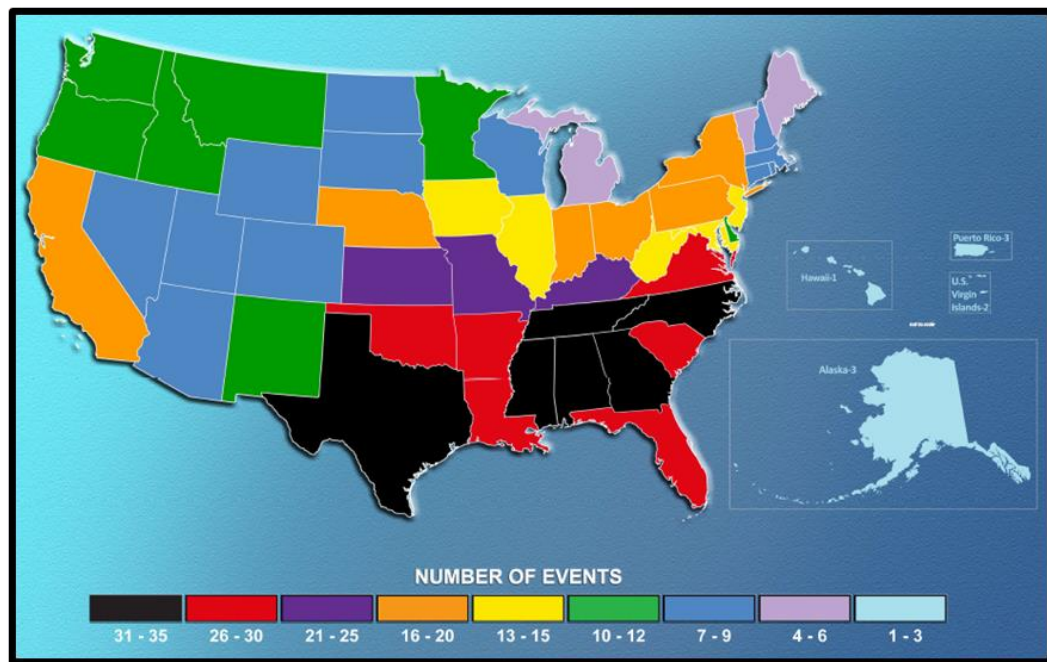 Puerto Rico-3
Hawaii-1
U.S.
Virgin
Islands-2
Alaska-3
NUMBER OF EVENTS
31 - 35
26 - 30
21 - 25
16 - 20
13 - 15
10 - 12
7 - 9
4 - 6
1 - 3